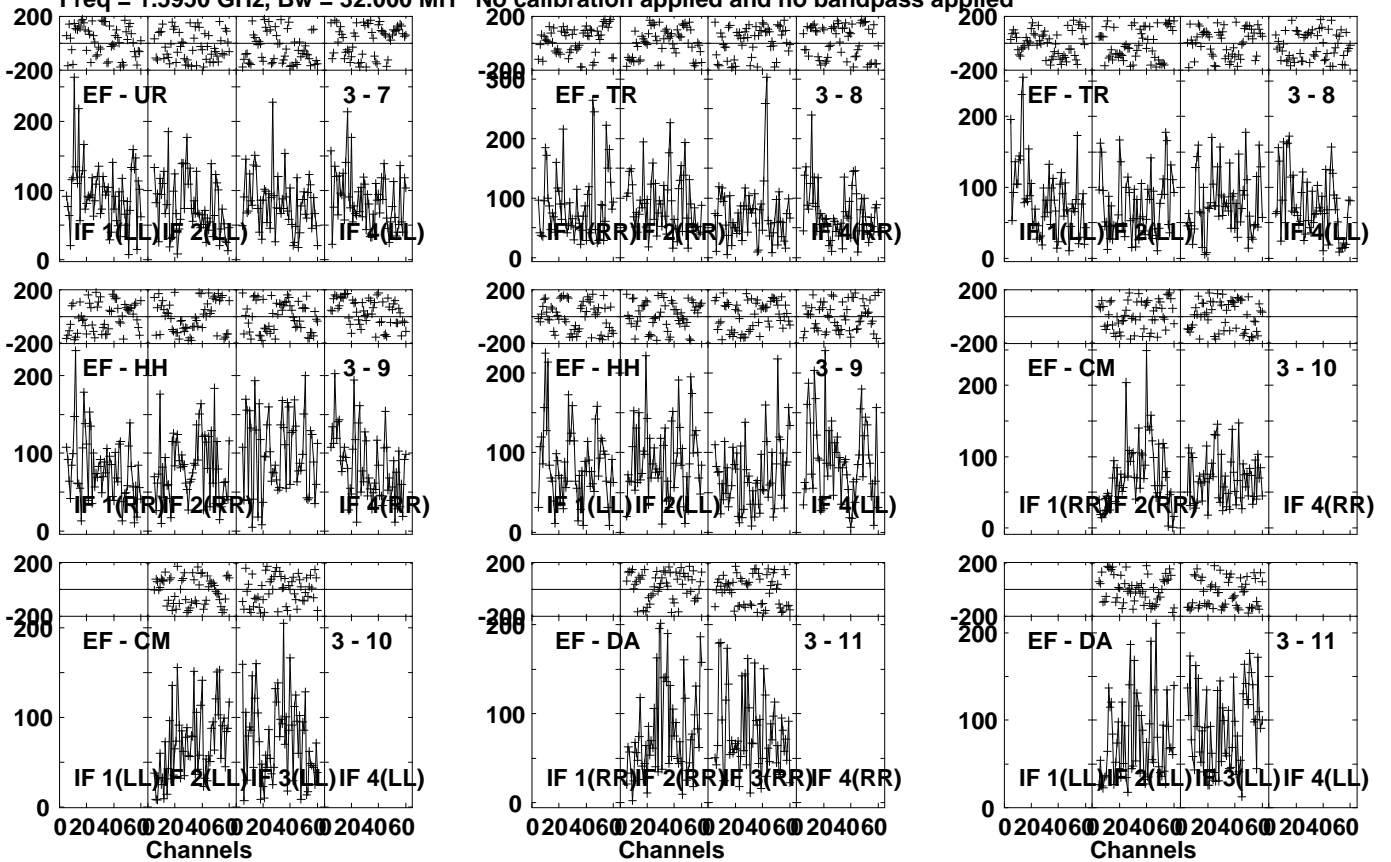 Freq = 1.5950 GHz, Bw = 32.000 MH No calibration applied and no bandpass applied
200
-200
EF - UR 3 - 7
200
100
0
IF 1(LL) IF 2(LL) IF 4(LL)
200
-200
300
EF - TR 3 - 8
200
100
0
IF 1(RR) IF 2(RR) IF 4(RR)
200
-200
EF - TR 3 - 8
200
100
0
IF 1(LL) IF 2(LL) IF 4(LL)
200
-200
EF - HH 3 - 9
200
100
0
IF 1(RR) IF 2(RR) IF 4(RR)
200
-200
EF - HH 3 - 9
200
100
0
IF 1(LL) IF 2(LL) IF 4(LL)
200
-200
EF - CM 3 - 10
200
100
0
IF 1(RR) IF 2(RR) IF 4(RR)
200
-200
200
EF - CM 3 - 10
100
0
IF 1(LL) IF 2(LL) IF 3(LL) IF 4(LL)
0 20 40 60 0 20 40 60 0 20 40 60 0 20 40 60
Channels
200
-200
200
EF - DA 3 - 11
100
0
IF 1(RR) IF 2(RR) IF 3(RR) IF 4(RR)
0 20 40 60 0 20 40 60 0 20 40 60 0 20 40 60
Channels
200
-200
200
EF - DA 3 - 11
100
0
IF 1(LL) IF 2(LL) IF 3(LL) IF 4(LL)
0 20 40 60 0 20 40 60 0 20 40 60 0 20 40 60
Channels